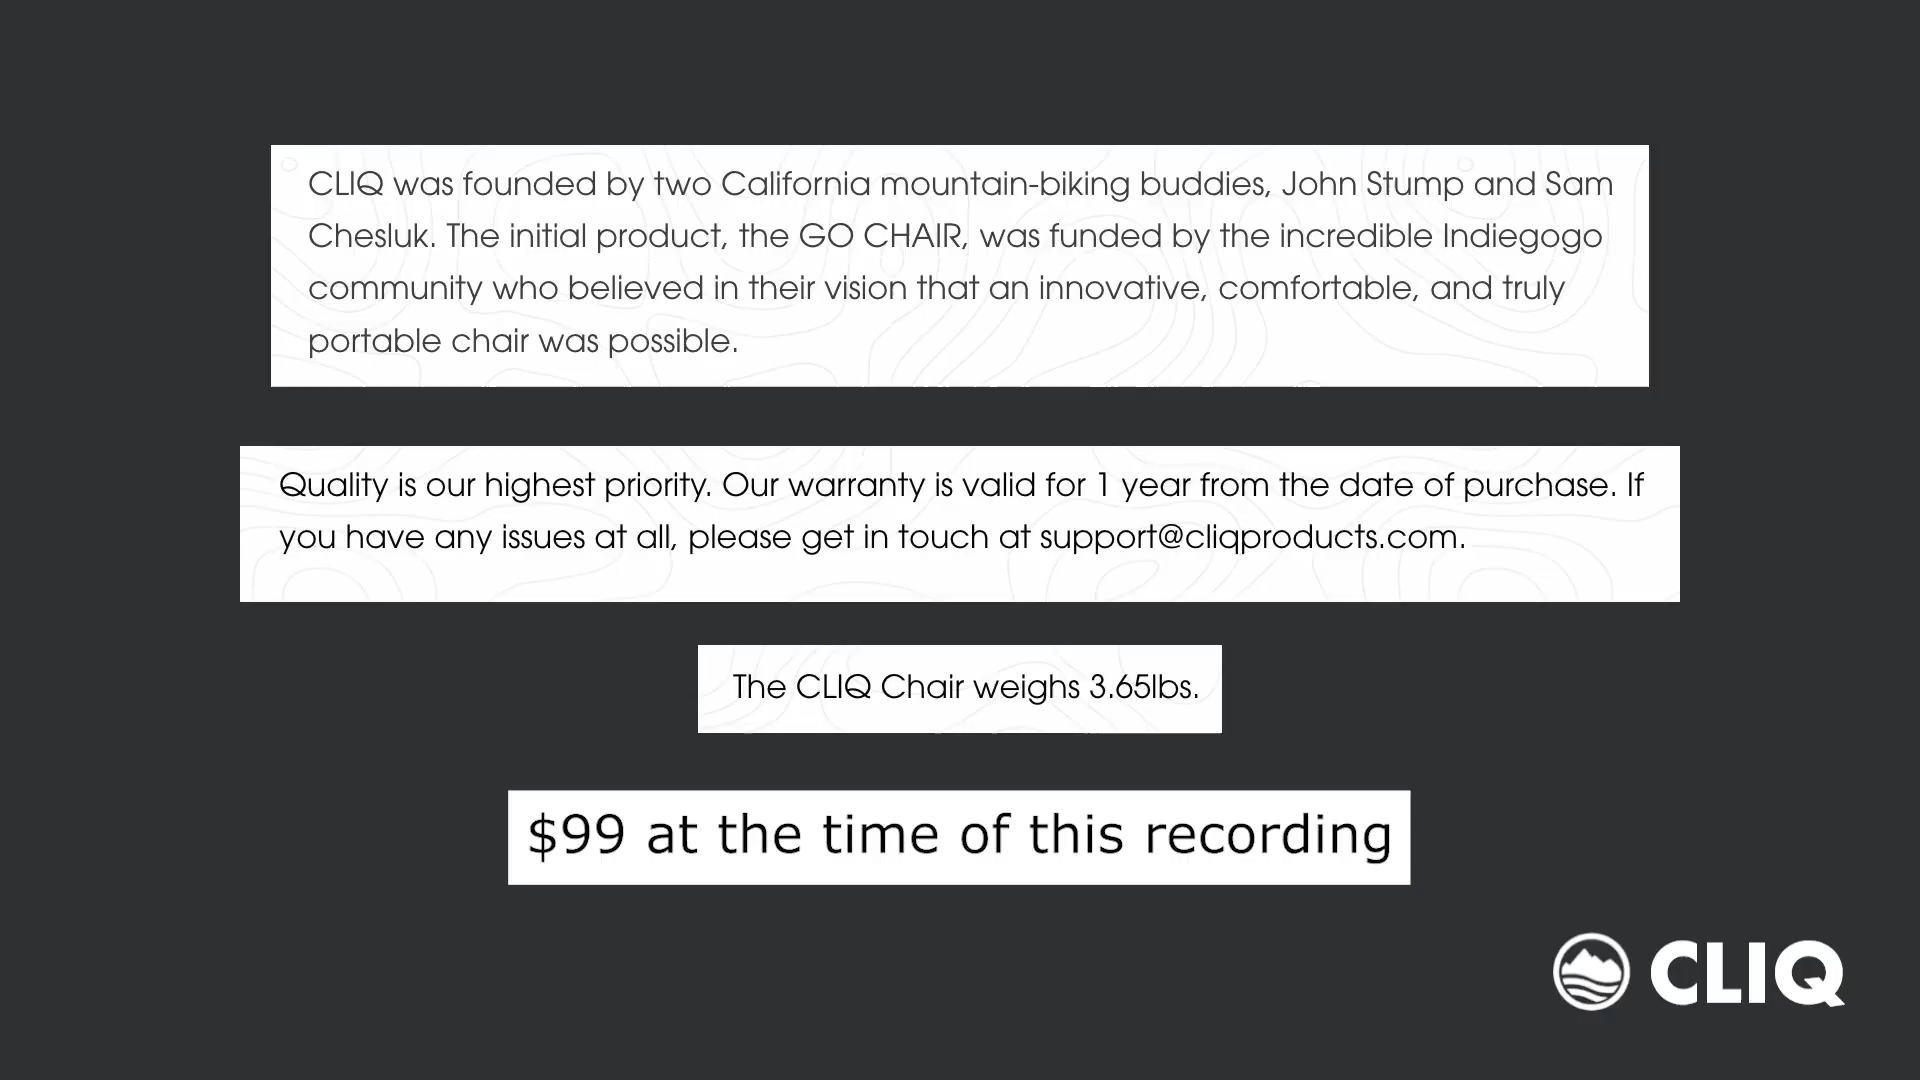 CLIQ was founded by two California mountain-biking buddies, John Stump and Sam
Chesluk. The initial product, the GO CHAIR, was funded by the incredible Indiegogo
community who believed in their vision that an innovative, comfortable, and truly
portable chair was possible.
Quality is our highest priority. Our warranty is valid for 1 year from the date of purchase. If
you have any issues at all, please get in touch at support@cliqproducts.com.
The CLIQ Chair weighs 3.65lbs.
$99 at the time of this recording
CLIQ